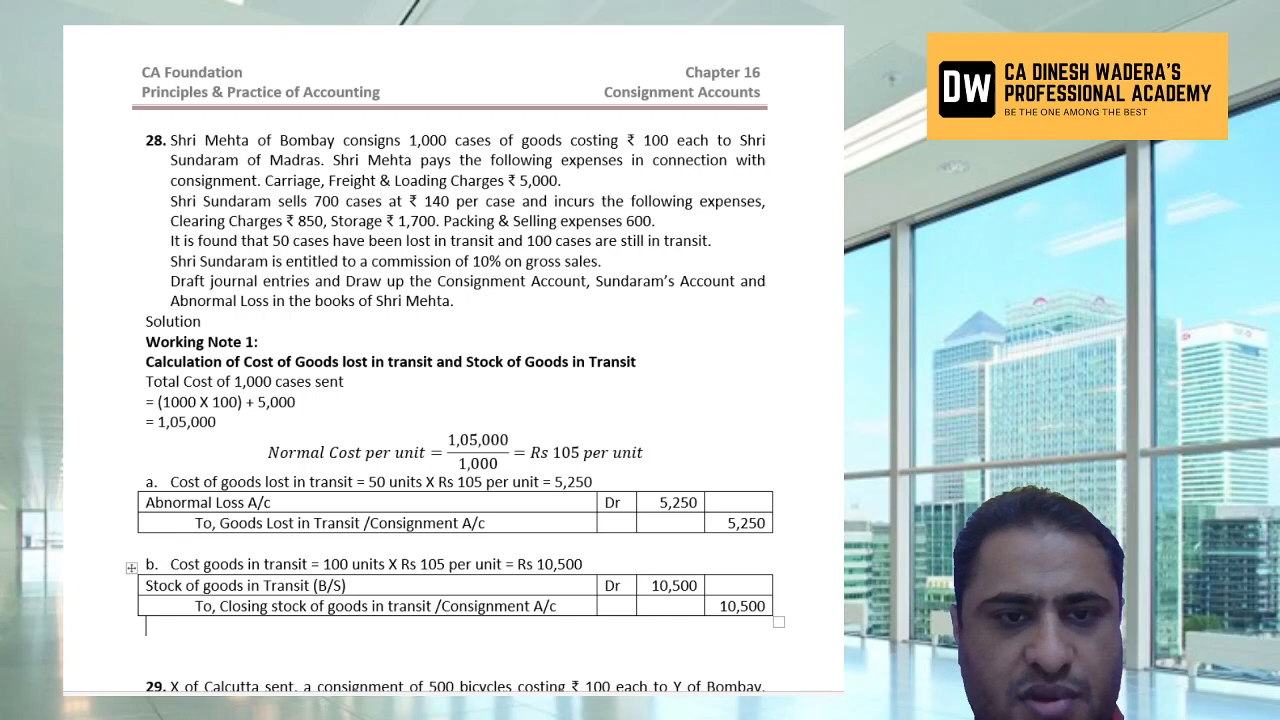 CA Foundation
Chapter 16
Principles & Practice of Accounting
Consignment Accounts
DW
CA DINESH WADERA'S
PROFESSIONAL ACADEMY
BE THE ONE AMONG THE BEST
28. Shri Mehta of Bombay consigns 1,000 cases of goods costing ₹ 100 each to Shri
Sundaram of Madras. Shri Mehta pays the following expenses in connection with
consignment. Carriage, Freight & Loading Charges ₹ 5,000.
Shri Sundaram sells 700 cases at ₹ 140 per case and incurs the following expenses,
Clearing Charges ₹ 850, Storage ₹ 1,700. Packing & Selling expenses 600.
It is found that 50 cases have been lost in transit and 100 cases are still in transit.
Shri Sundaram is entitled to a commission of 10% on gross sales.
Draft journal entries and Draw up the Consignment Account, Sundaram's Account and
Abnormal Loss in the books of Shri Mehta.
Solution
Working Note 1:
Calculation of Cost of Goods lost in transit and Stock of Goods in Transit
Total Cost of 1,000 cases sent
= (1000 X 100) + 5,000
= 1,05,000
Normal Cost per unit = 1,05,000 / 1,000 = Rs 105 per unit
a. Cost of goods lost in transit = 50 units X Rs 105 per unit = 5,250
Abnormal Loss A/c Dr 5,250
To, Goods Lost in Transit /Consignment A/c 5,250
b. Cost goods in transit = 100 units X Rs 105 per unit = Rs 10,500
Stock of goods in Transit (B/S) Dr 10,500
To, Closing stock of goods in transit /Consignment A/c 10,500
29. X of Calcutta sent, a consignment of 500 bicycles costing ₹ 100 each to Y of Bombay.